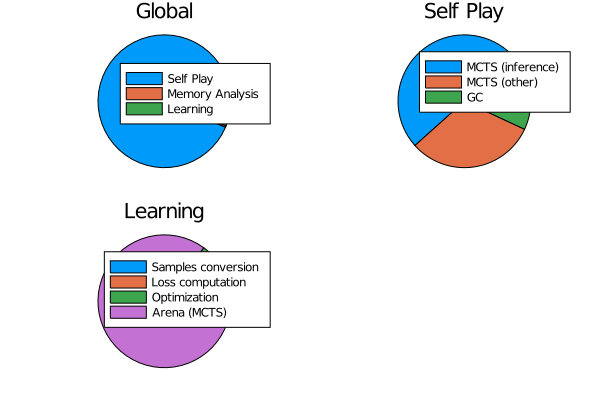 Global
Self Play
Memory Analysis
Learning
Self Play
MCTS (inference)
MCTS (other)
GC
Learning
Samples conversion
Loss computation
Optimization
Arena (MCTS)